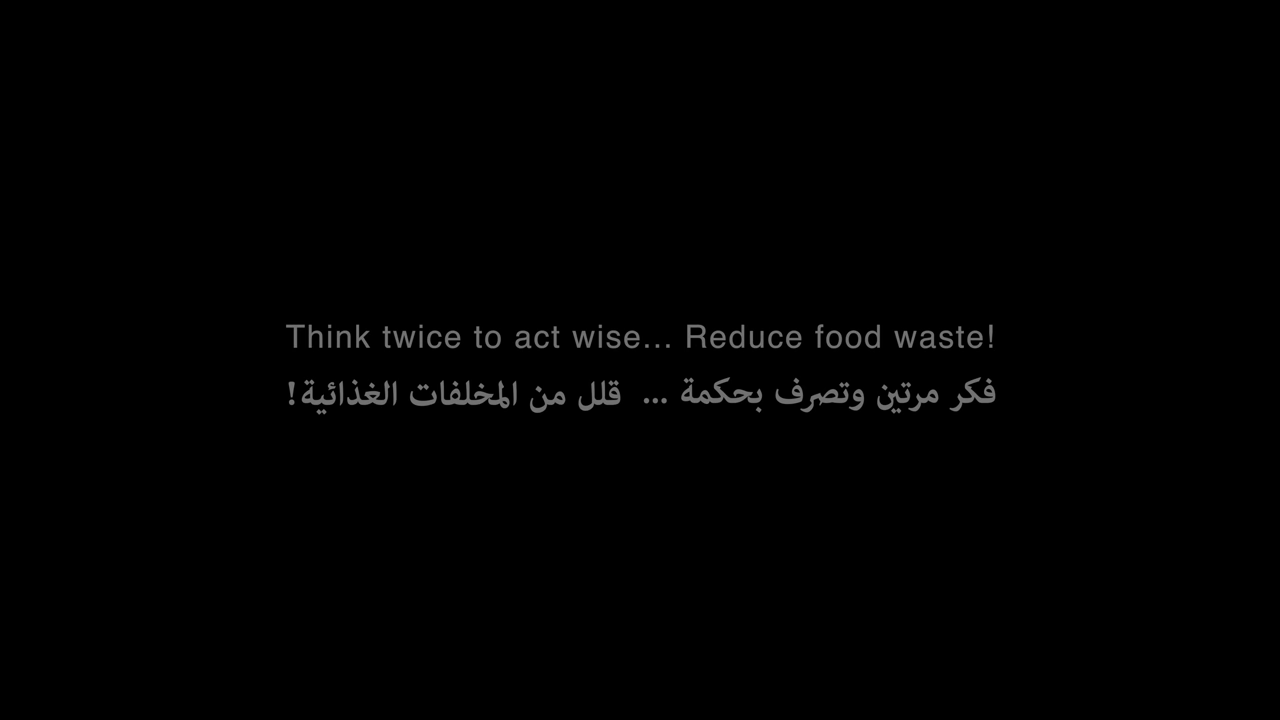 Think twice to act wise... Reduce food waste!
فكر مرتين وتصرف بحكمة ... قلل من المخلفات الغذائية!